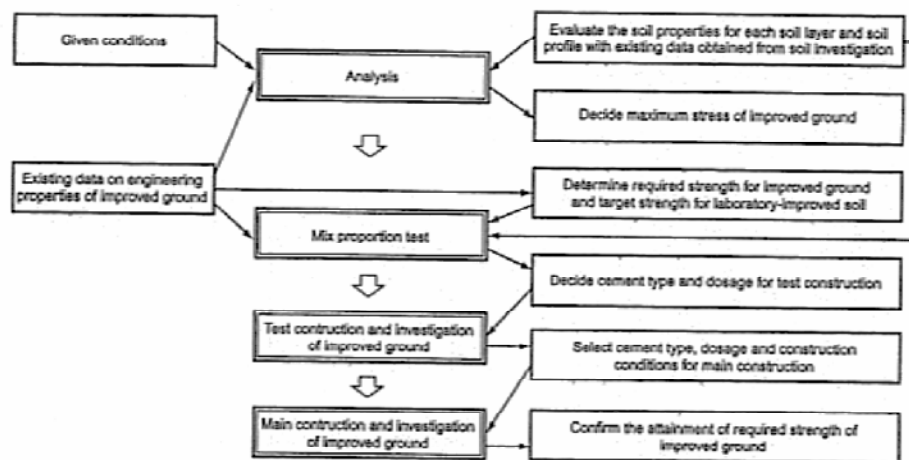 Given conditions
Evaluate the soil properties for each soil layer and soil
profile with existing data obtained from soil investigation
Analysis
Decide maximum stress of improved ground
Existing data on engineering
properties of improved ground
Determine required strength for improved ground
and target strength for laboratory-improved soil
Mix proportion test
Decide cement type and dosage for test construction
Test contruction and investigation
of improved ground
Select cement type, dosage and construction
conditions for main construction
Main contruction and investigation
of improved ground
Confirm the attainment of required strength of
improved ground